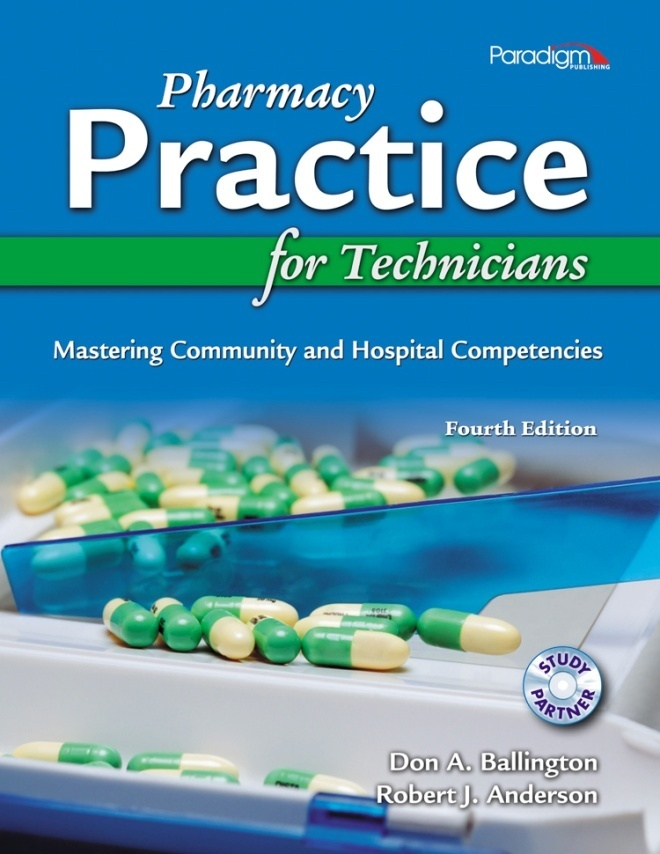 Paradigm
PUBLISHING
Pharmacy
Practice
for Technicians
Mastering Community and Hospital Competencies
Fourth Edition
STUDY
PARTNER
Don A. Ballington
Robert J. Anderson